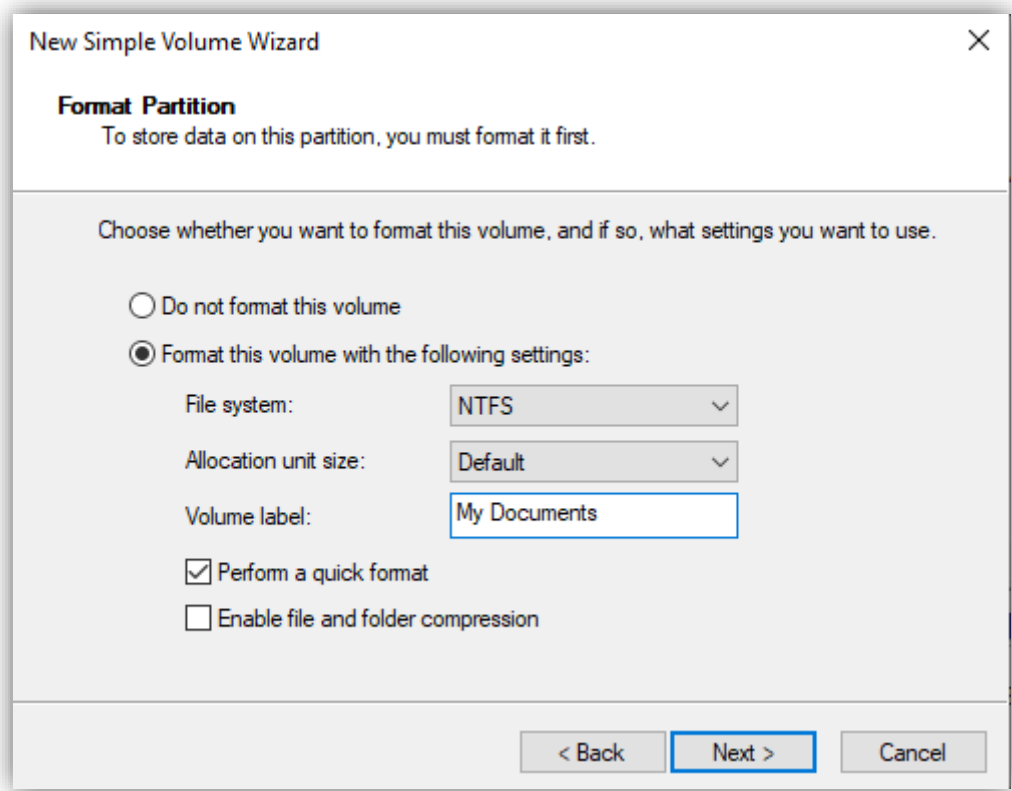 New Simple Volume Wizard
Format Partition
To store data on this partition, you must format it first.
Choose whether you want to format this volume, and if so, what settings you want to use.
Do not format this volume
Format this volume with the following settings:
File system: NTFS
Allocation unit size: Default
Volume label: My Documents
Perform a quick format
Enable file and folder compression
< Back Next > Cancel